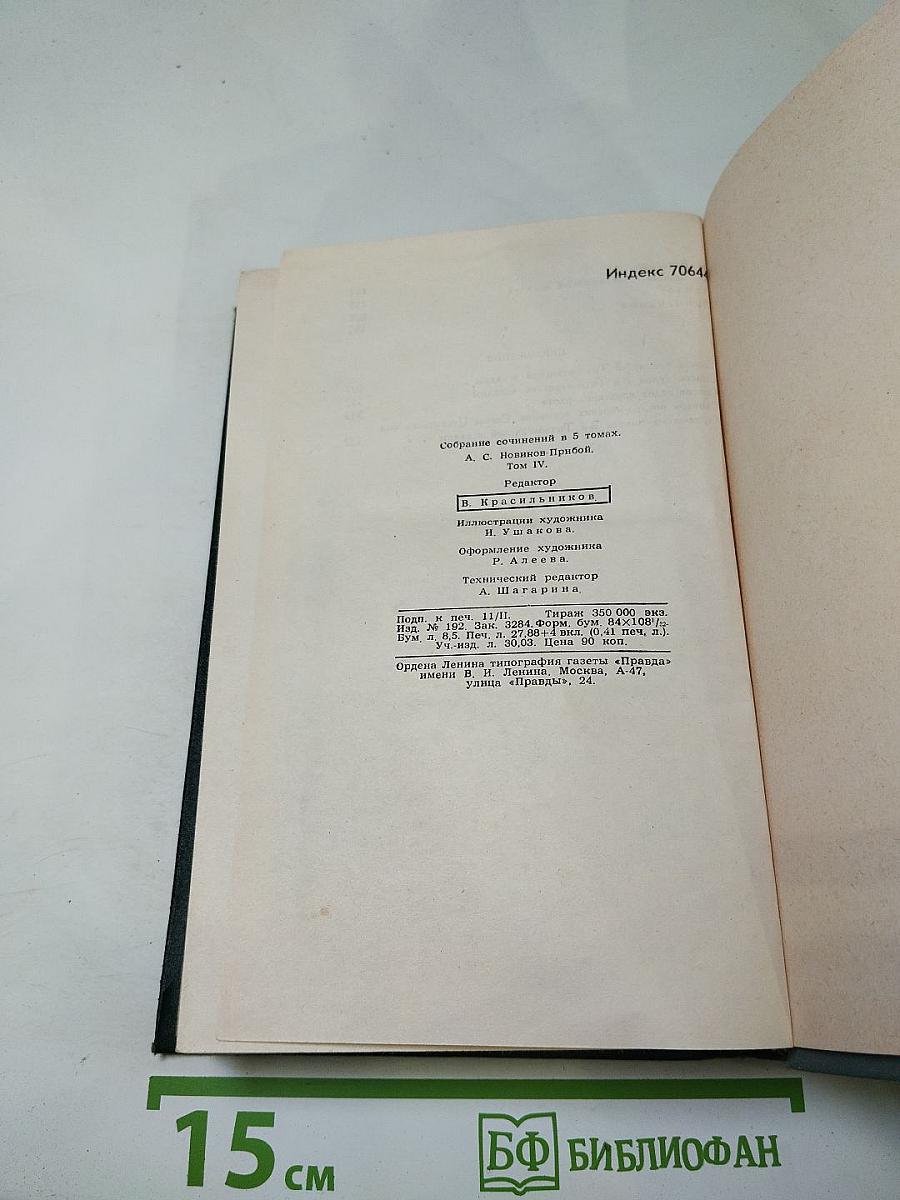 Индекс 70644
Собрание сочинений в 5 томах.
А. С. Новиков-Прибой.
Том IV.
Редактор
В. Красильников.
Иллюстрации художника
И. Ушакова.
Оформление художника
Р. Алеева.
Технический редактор
А. Шагарина.
Подп. к печ. 11/II. Тираж 350 000 экз.
Изд. № 192. Зак. 3284. Форм. бум. 84×108¹/₃₂.
Бум. л. 8,5. Печ. л. 27,88+4 вкл. (0,41 печ. л.).
Уч.-изд. л. 30,03. Цена 90 коп.
Ордена Ленина типография газеты «Правда»
имени В. И. Ленина, Москва, А-47,
улица «Правды», 24.
15 см
БФ БИБЛИОФАН